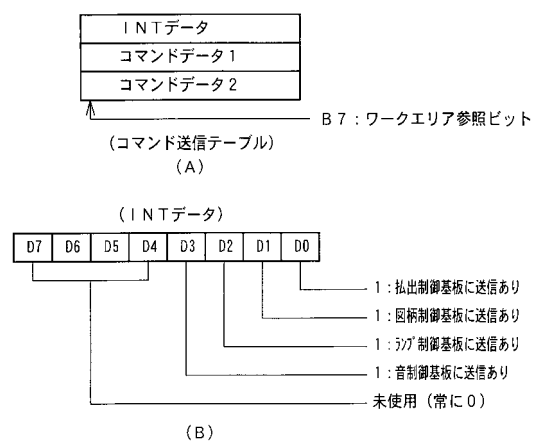 INTデータ
コマンドデータ1
コマンドデータ2
B7:ワークエリア参照ビット
(コマンド送信テーブル)
(A)
(INTデータ)
D7 D6 D5 D4 D3 D2 D1 D0
1:払出制御基板に送信あり
1:図柄制御基板に送信あり
1:ランプ制御基板に送信あり
1:音制御基板に送信あり
未使用(常に0)
(B)